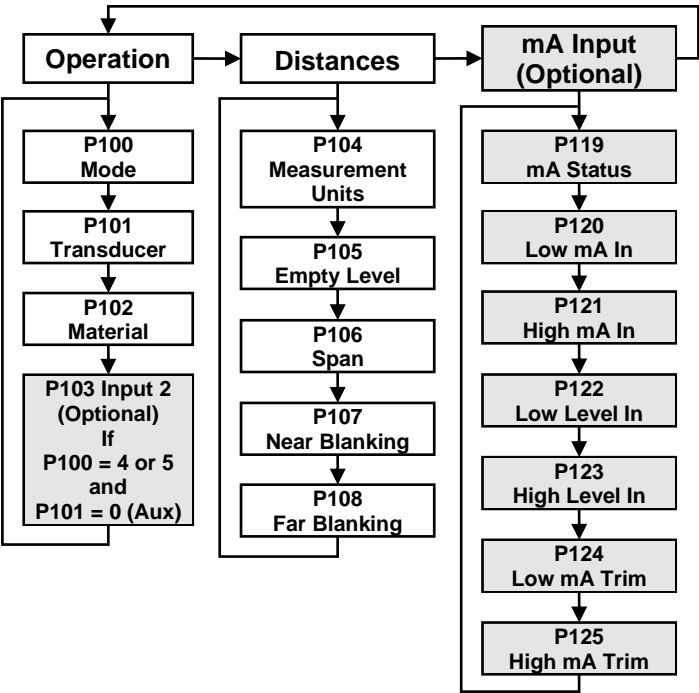 Operation
Distances
mA Input
(Optional)
P100
Mode
P101
Transducer
P102
Material
P103 Input 2
(Optional)
If
P100 = 4 or 5
and
P101 = 0 (Aux)
P104
Measurement
Units
P105
Empty Level
P106
Span
P107
Near Blanking
P108
Far Blanking
P119
mA Status
P120
Low mA In
P121
High mA In
P122
Low Level In
P123
High Level In
P124
Low mA Trim
P125
High mA Trim